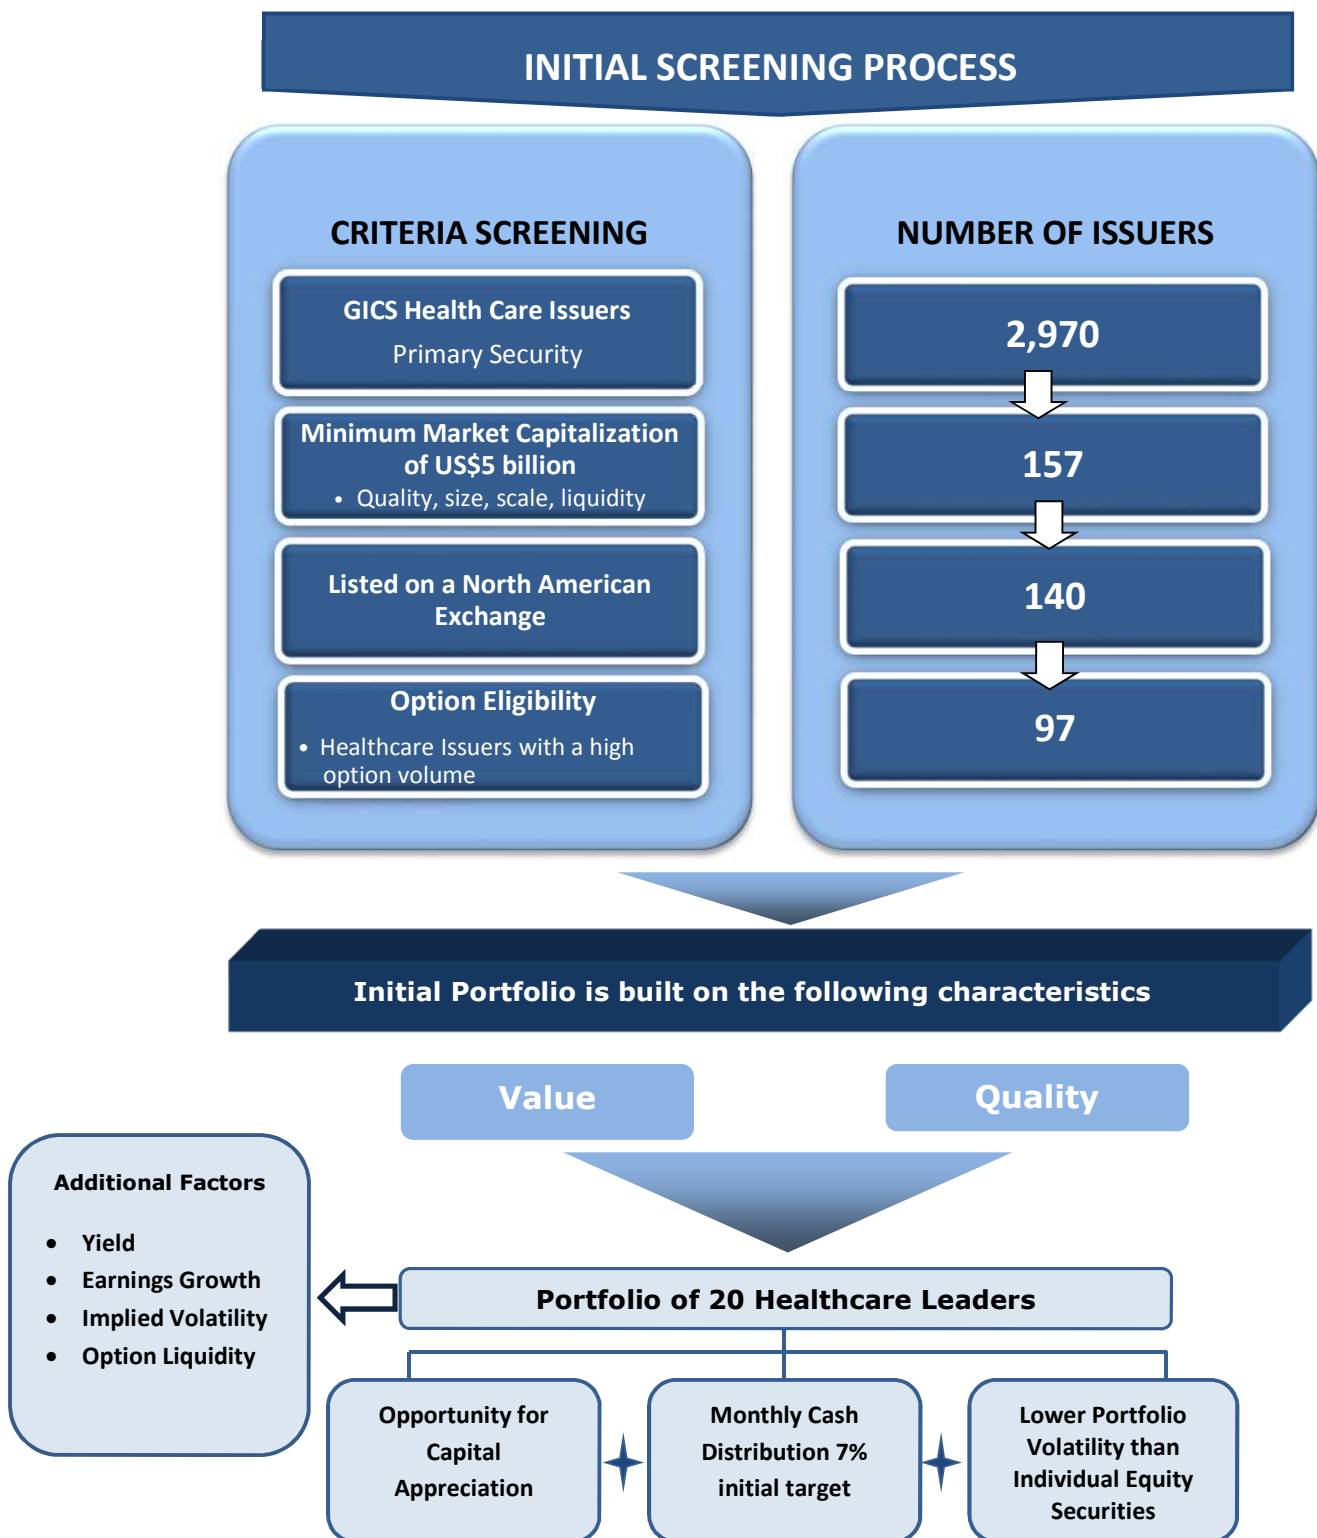 INITIAL SCREENING PROCESS
CRITERIA SCREENING
GICS Health Care Issuers
Primary Security
Minimum Market Capitalization
of US$5 billion
• Quality, size, scale, liquidity
Listed on a North American
Exchange
Option Eligibility
• Healthcare Issuers with a high
option volume
NUMBER OF ISSUERS
2,970
157
140
97
Initial Portfolio is built on the following characteristics
Value
Quality
Additional Factors
• Yield
• Earnings Growth
• Implied Volatility
• Option Liquidity
Portfolio of 20 Healthcare Leaders
Opportunity for
Capital
Appreciation
Monthly Cash
Distribution 7%
initial target
Lower Portfolio
Volatility than
Individual Equity
Securities